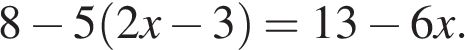 8 − 5(2x − 3) = 13 − 6x.